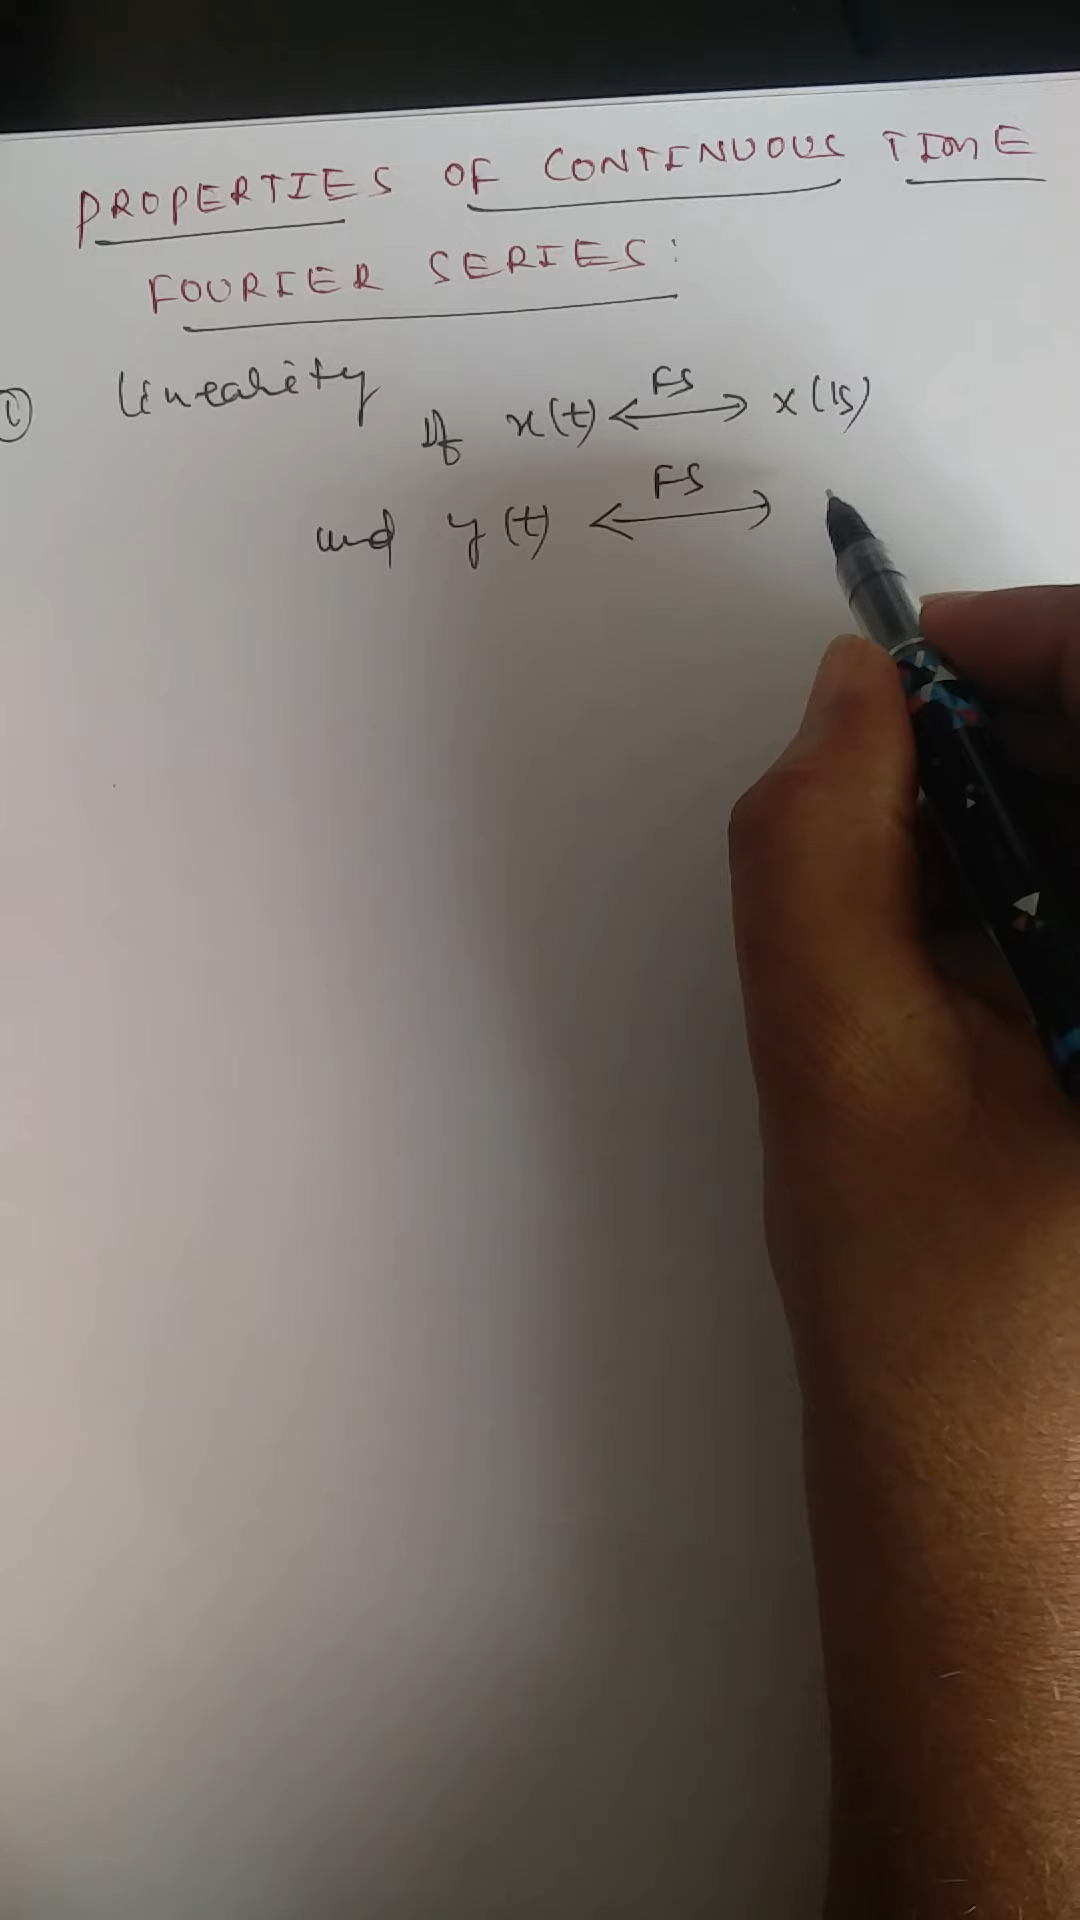 PROPERTIES OF CONTINUOUS TIME
FOURIER SERIES:
① Linearity
If x(t) <--FS--> X(k)
and y(t) <--FS-->